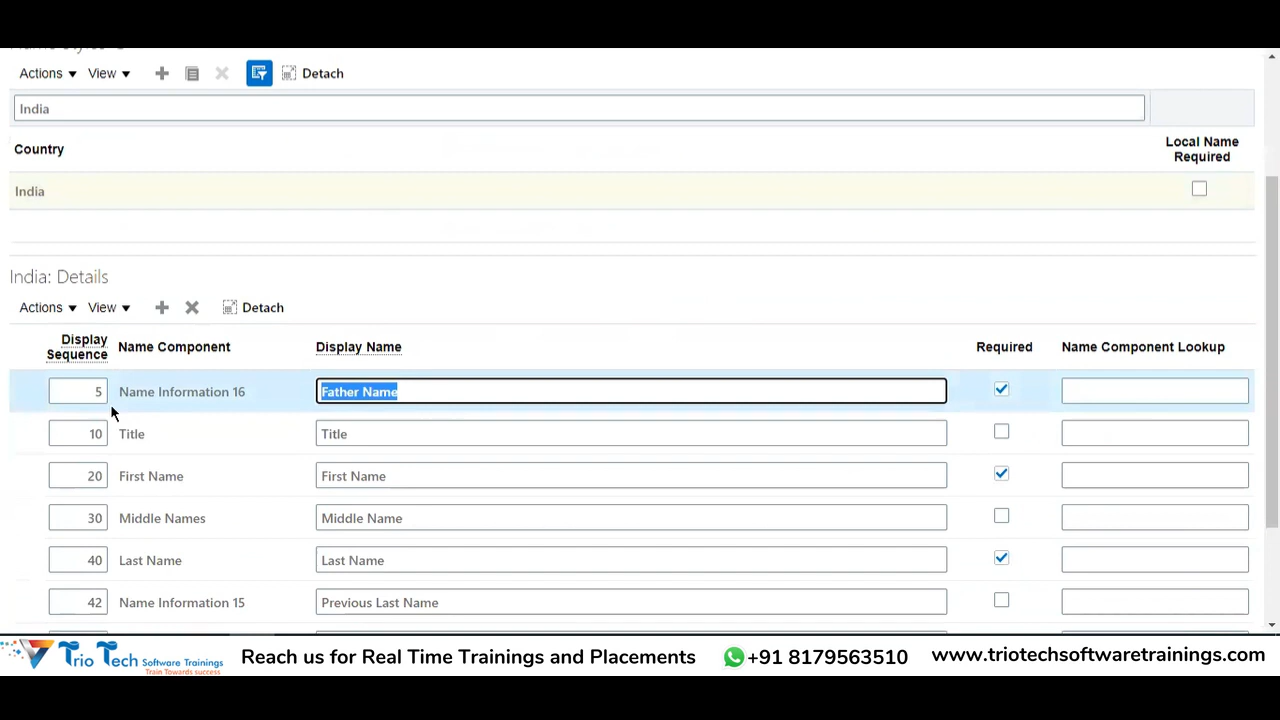 Actions View Detach
India
Country Local Name Required
India
India: Details
Actions View Detach
Display Sequence Name Component Display Name Required Name Component Lookup
5 Name Information 16 Father Name
10 Title Title
20 First Name First Name
30 Middle Names Middle Name
40 Last Name Last Name
42 Name Information 15 Previous Last Name
Trio Tech Software Trainings Reach us for Real Time Trainings and Placements +91 8179563510 www.triotechsoftwaretrainings.com
Train Towards success